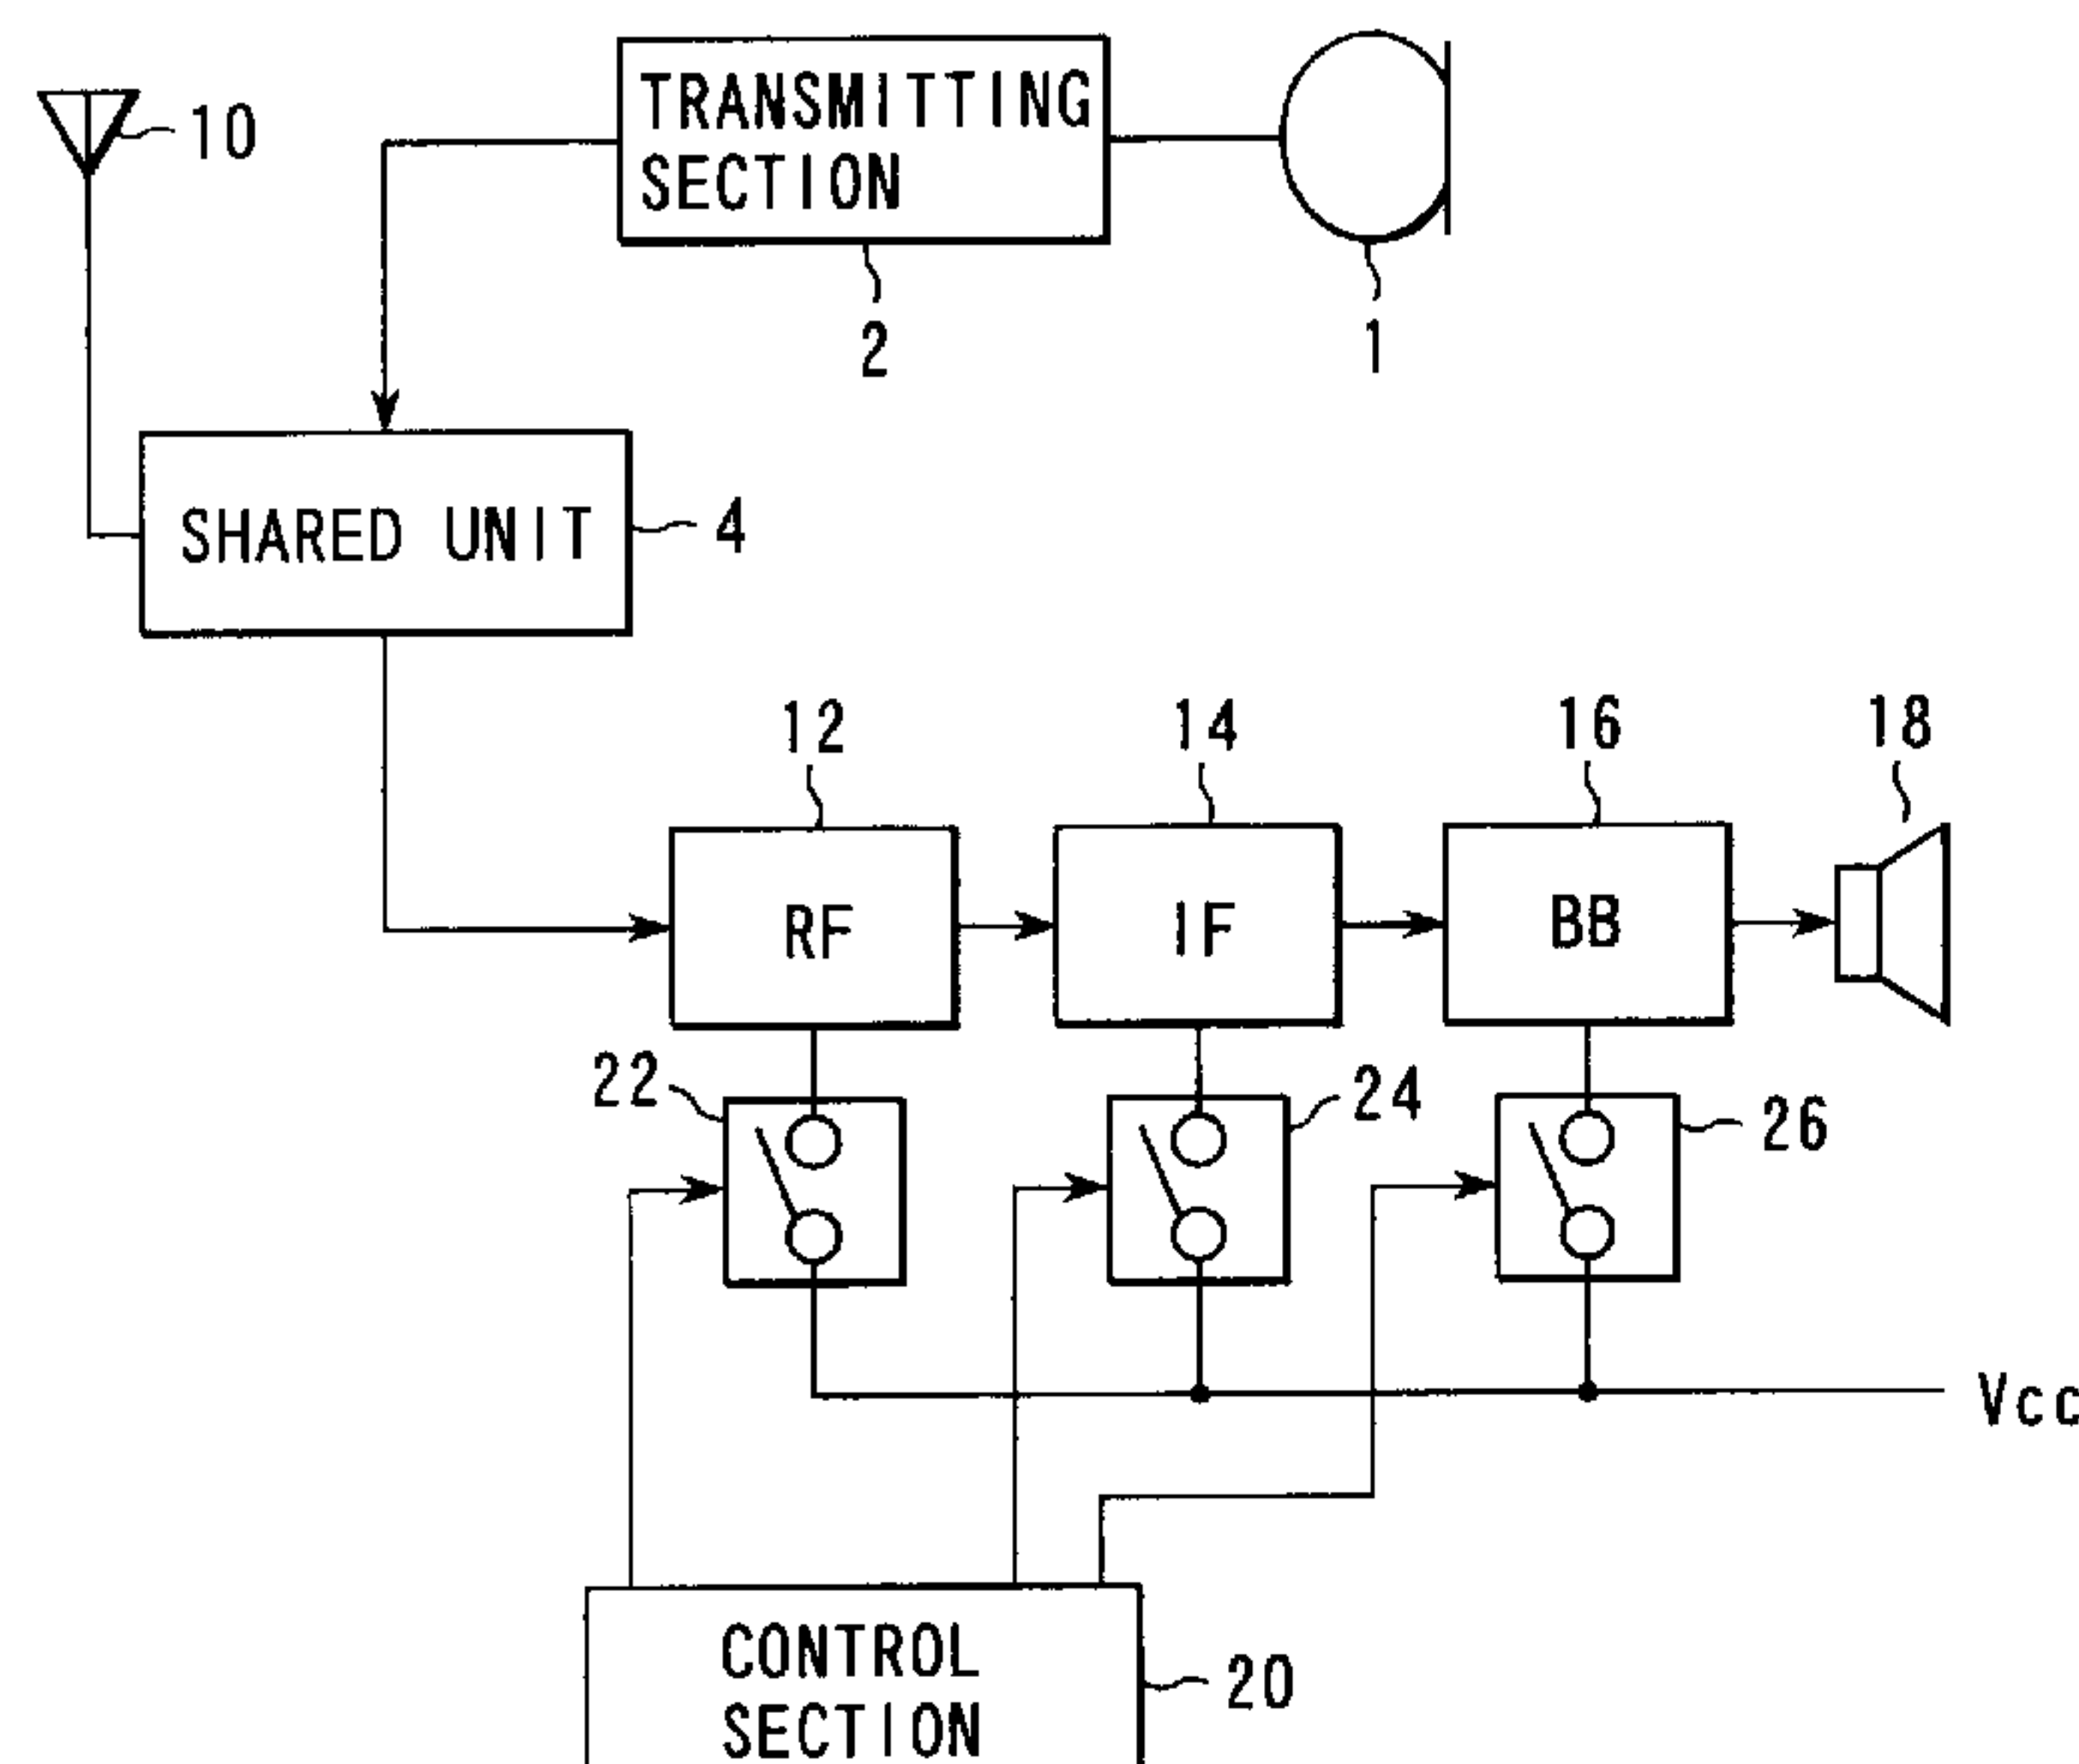 TRANSMITTING
SECTION
10
2
1
SHARED UNIT
4
12
14
16
18
RF
IF
BB
22
24
26
Vcc
CONTROL
SECTION
20